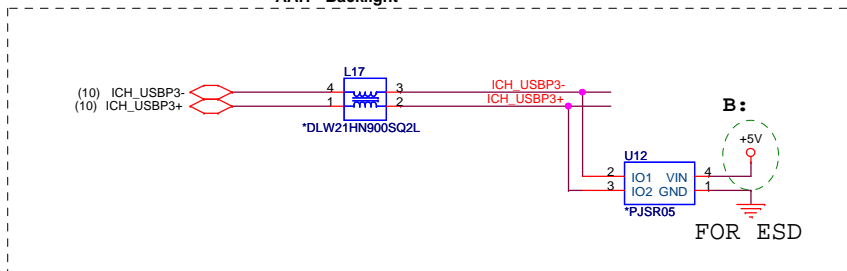 L17
(10) ICH_USBP3- 4 3 ICH_USBP3-
(10) ICH_USBP3+ 1 2 ICH_USBP3+
*DLW21HN900SQ2L
B:
+5V
U12
2 IO1 VIN 4
3 IO2 GND 1
*PJSR05
FOR ESD